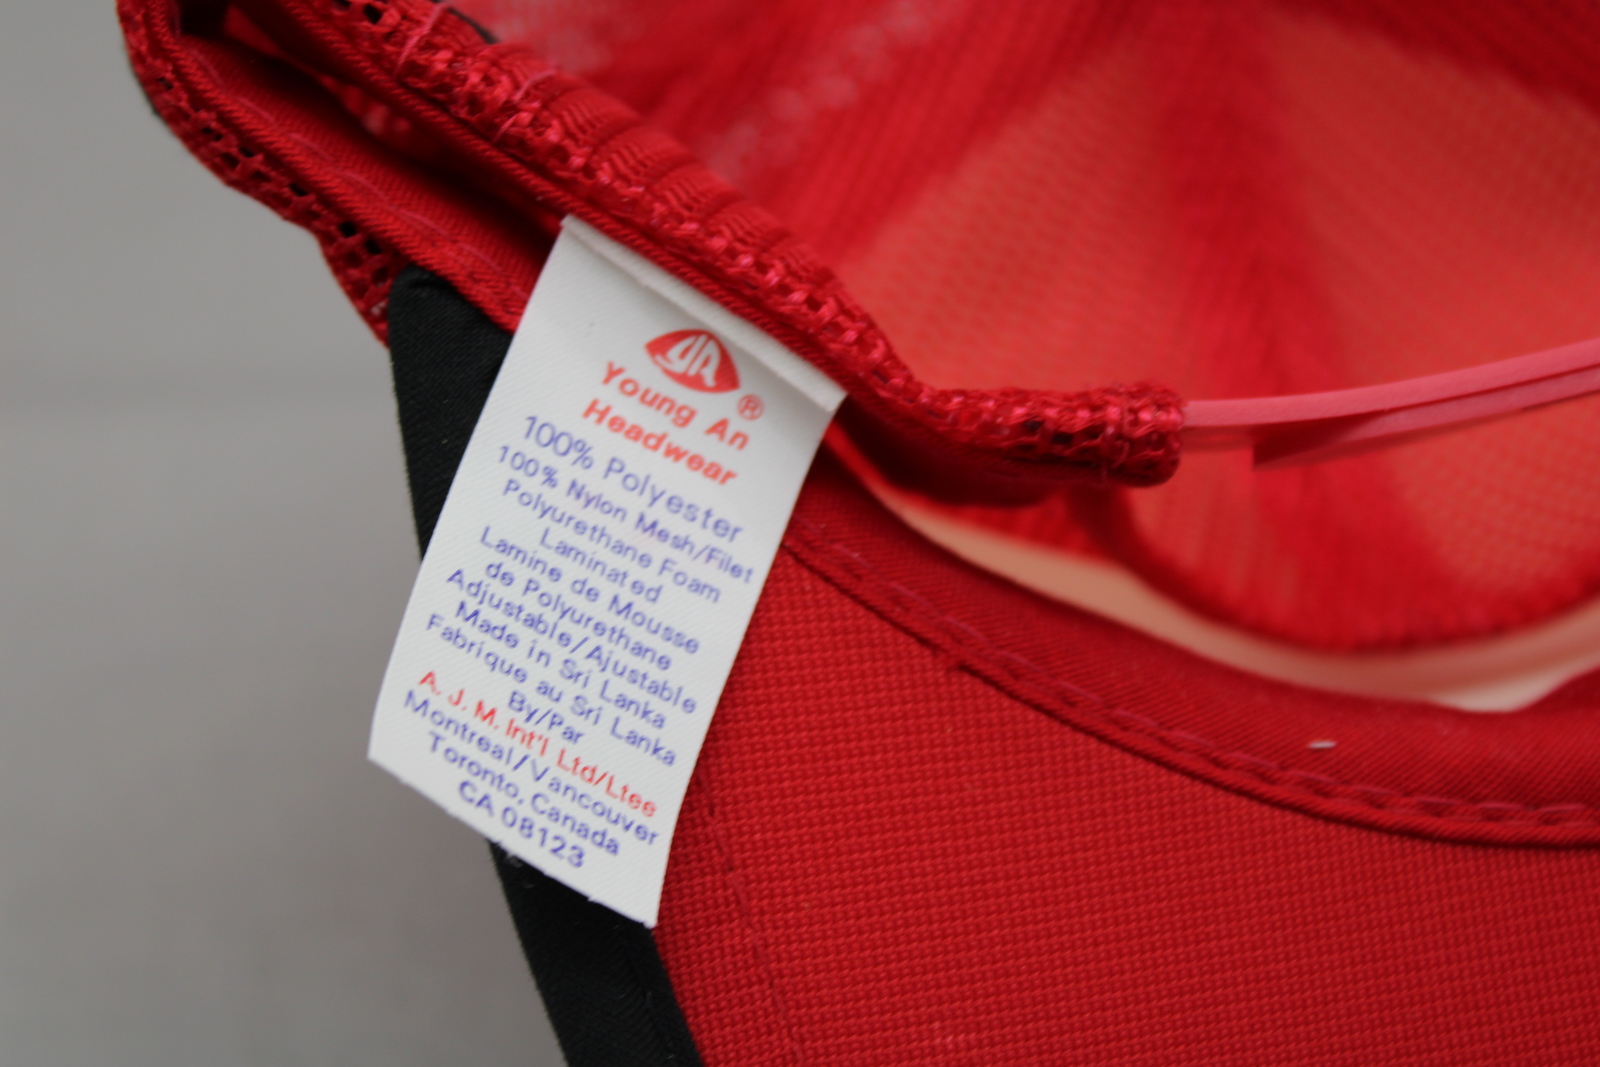 YA ®
Young An
Headwear
100% Polyester
100% Nylon Mesh/Filet
Polyurethane Foam
Laminated
Lamine de Mousse
de Polyurethane
Adjustable/Ajustable
Made in Sri Lanka
Fabrique au Sri Lanka
By/Par
A. J. M. Int'l Ltd/Ltee
Montreal/Vancouver
Toronto, Canada
CA 08123